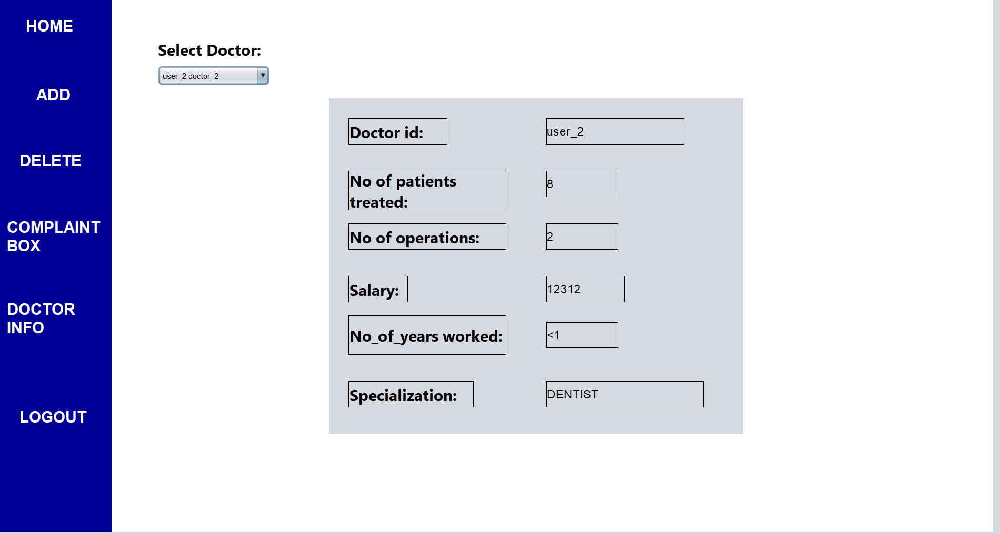 HOME
ADD
DELETE
COMPLAINT
BOX
DOCTOR
INFO
LOGOUT
Select Doctor:
user_2 doctor_2
Doctor id:
user_2
No of patients
treated:
8
No of operations:
2
Salary:
12312
No_of_years worked:
<1
Specialization:
DENTIST